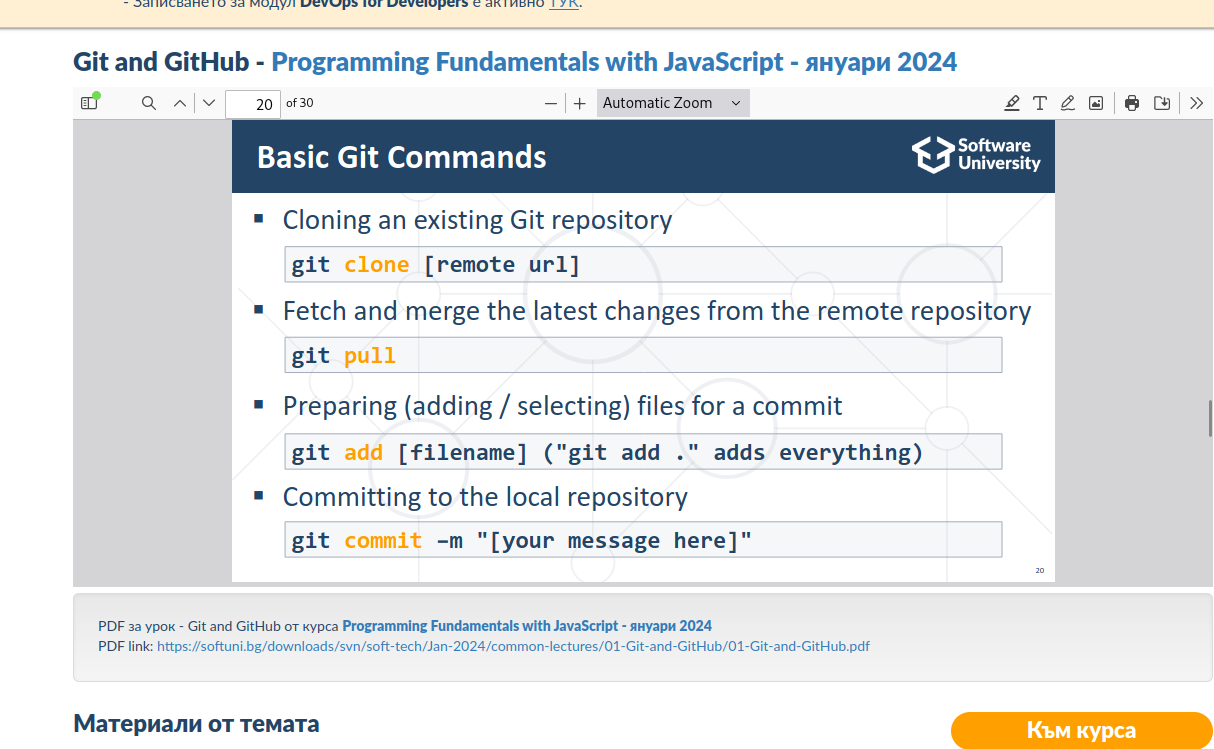 - Записването за модул DevOps for Developers е активно ТУК.
Git and GitHub - Programming Fundamentals with JavaScript - януари 2024
20 of 30
Automatic Zoom
Basic Git Commands
Software
University
▪ Cloning an existing Git repository
git clone [remote url]
▪ Fetch and merge the latest changes from the remote repository
git pull
▪ Preparing (adding / selecting) files for a commit
git add [filename] ("git add ." adds everything)
▪ Committing to the local repository
git commit –m "[your message here]"
20
PDF за урок - Git and GitHub от курса Programming Fundamentals with JavaScript - януари 2024
PDF link: https://softuni.bg/downloads/svn/soft-tech/Jan-2024/common-lectures/01-Git-and-GitHub/01-Git-and-GitHub.pdf
Материали от темата
Към курса